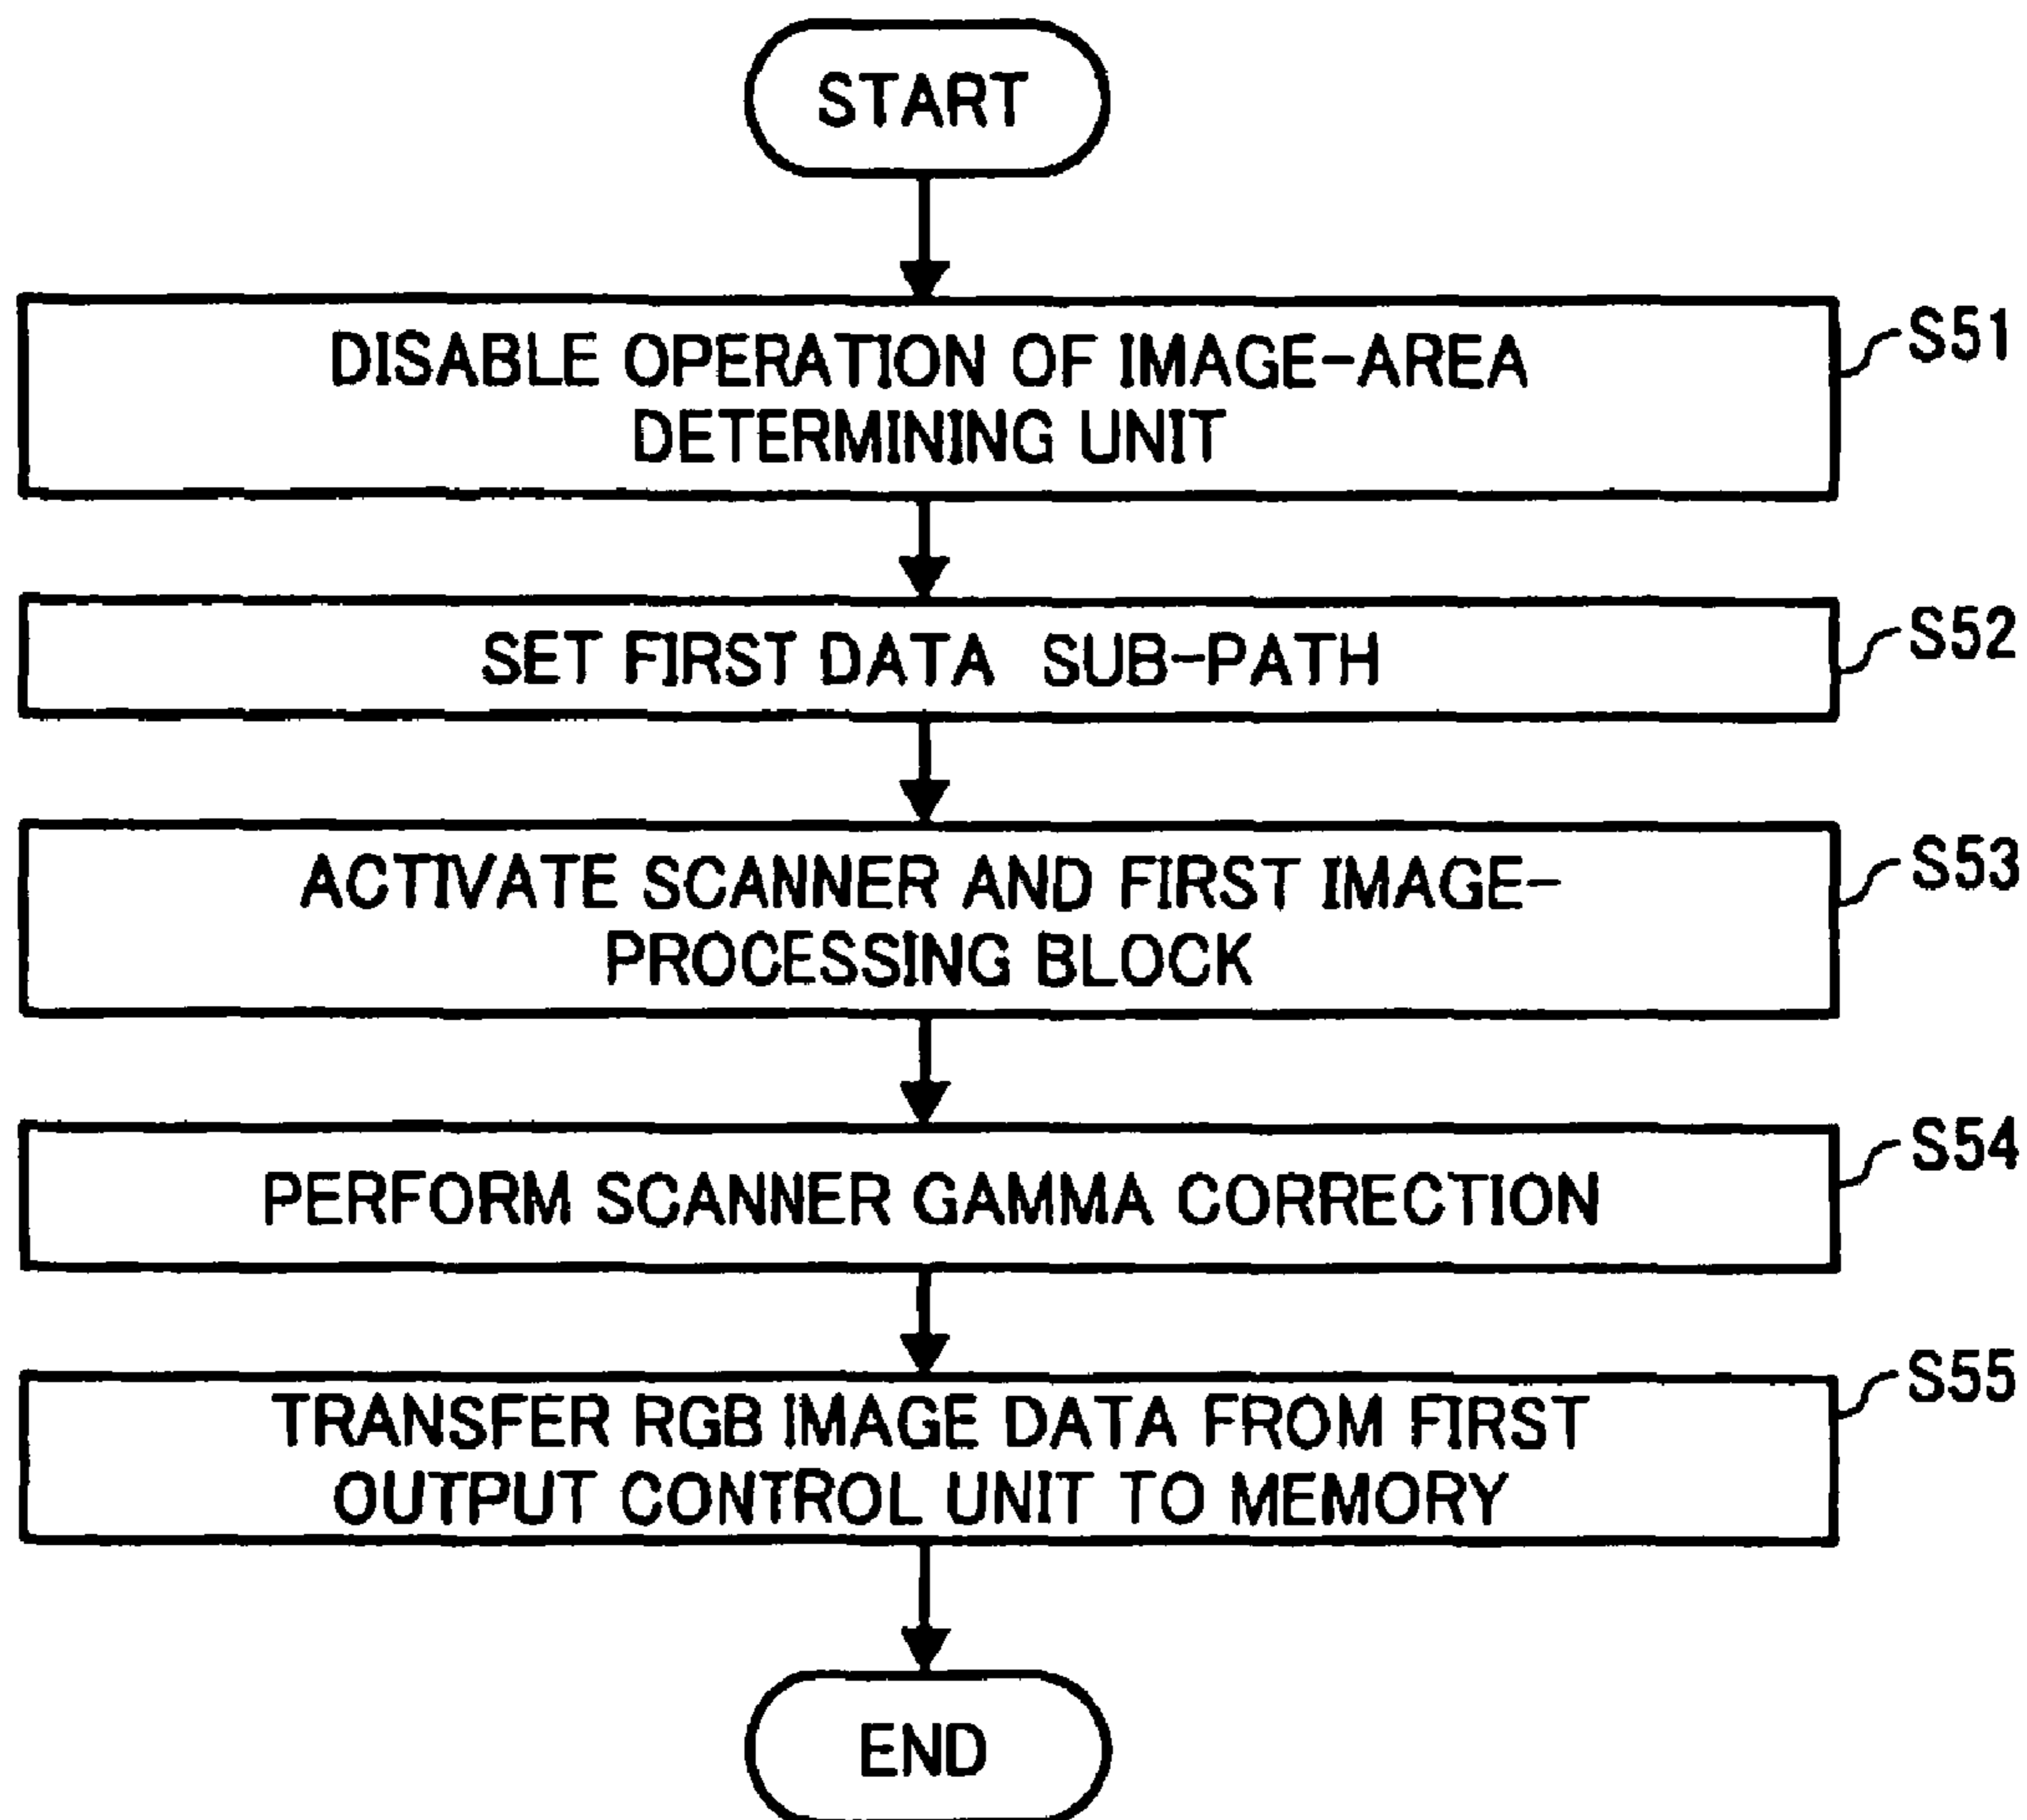 START
DISABLE OPERATION OF IMAGE-AREA
DETERMINING UNIT
S51
SET FIRST DATA SUB-PATH
S52
ACTIVATE SCANNER AND FIRST IMAGE-
PROCESSING BLOCK
S53
PERFORM SCANNER GAMMA CORRECTION
S54
TRANSFER RGB IMAGE DATA FROM FIRST
OUTPUT CONTROL UNIT TO MEMORY
S55
END